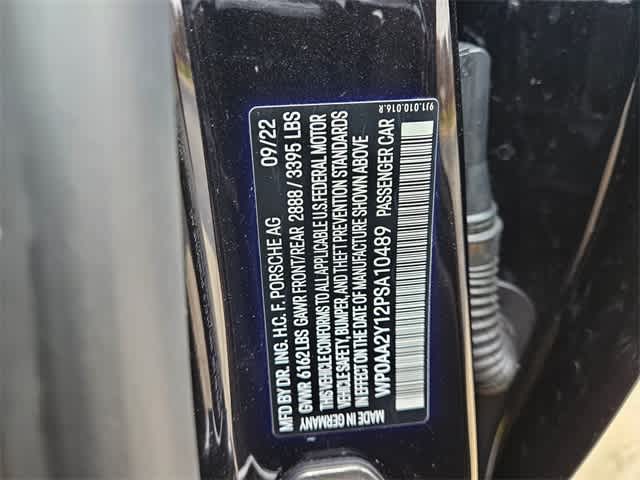 9J1.010.016.R
MFD BY DR. ING. H.C. F. PORSCHE AG 09/22
GVWR 6162 LBS GAWR FRONT/REAR 2888 / 3395 LBS
THIS VEHICLE CONFORMS TO ALL APPLICABLE U.S. FEDERAL MOTOR
VEHICLE SAFETY, BUMPER, AND THEFT PREVENTION STANDARDS
IN EFFECT ON THE DATE OF MANUFACTURE SHOWN ABOVE
WP0AA2Y12PSA10489 PASSENGER CAR
MADE IN GERMANY